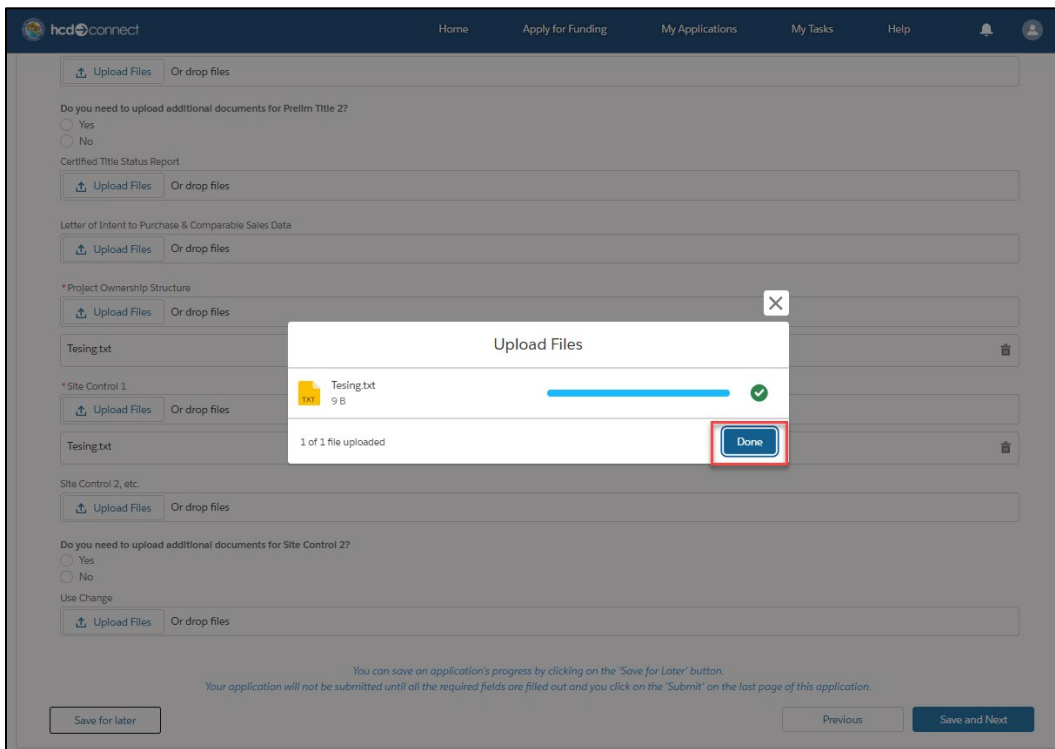 hcd connect Home Apply for Funding My Applications My Tasks Help
Upload Files Or drop files
Do you need to upload additional documents for Prelim Title 2?
Yes
No
Certified Title Status Report
Upload Files Or drop files
Letter of Intent to Purchase & Comparable Sales Data
Upload Files Or drop files
*Project Ownership Structure
Upload Files Or drop files
Tesing.txt
*Site Control 1
Upload Files Or drop files
Tesing.txt
Site Control 2, etc.
Upload Files Or drop files
Do you need to upload additional documents for Site Control 2?
Yes
No
Use Change
Upload Files Or drop files
You can save an application's progress by clicking on the 'Save for Later' button.
Your application will not be submitted until all the required fields are filled out and you click on the 'Submit' on the last page of this application.
Save for later Previous Save and Next
Upload Files
Tesing.txt
TXT 9 B
1 of 1 file uploaded Done